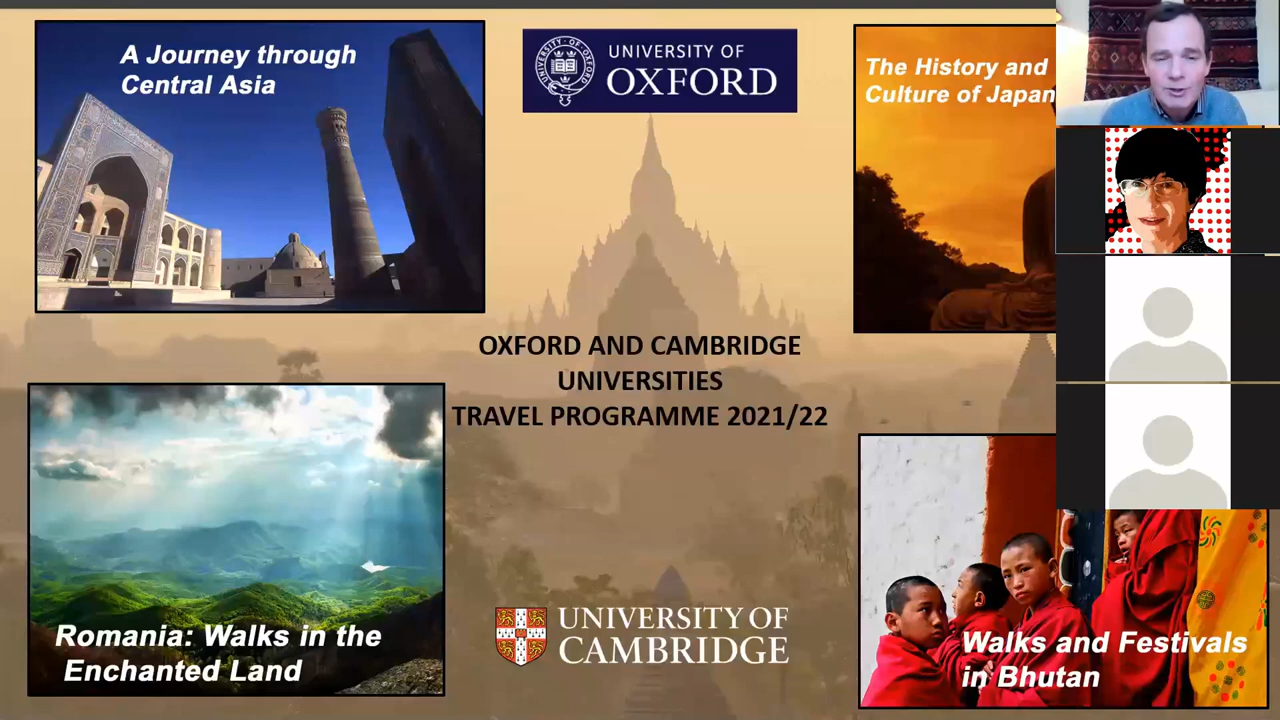 A Journey through
Central Asia
UNIVERSITY OF
OXFORD
The History and
Culture of Japan
OXFORD AND CAMBRIDGE
UNIVERSITIES
TRAVEL PROGRAMME 2021/22
Romania: Walks in the
Enchanted Land
UNIVERSITY OF
CAMBRIDGE
Walks and Festivals
in Bhutan